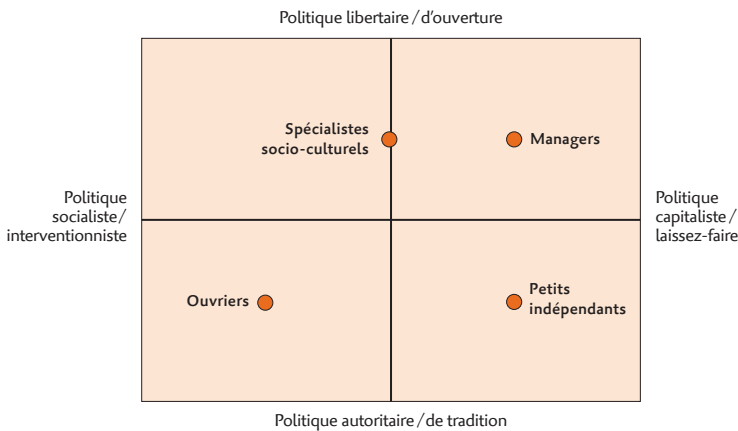 Politique libertaire / d’ouverture
Spécialistes
socio-culturels
Managers
Politique
socialiste /
interventionniste
Politique
capitaliste /
laissez-faire
Ouvriers
Petits
indépendants
Politique autoritaire / de tradition